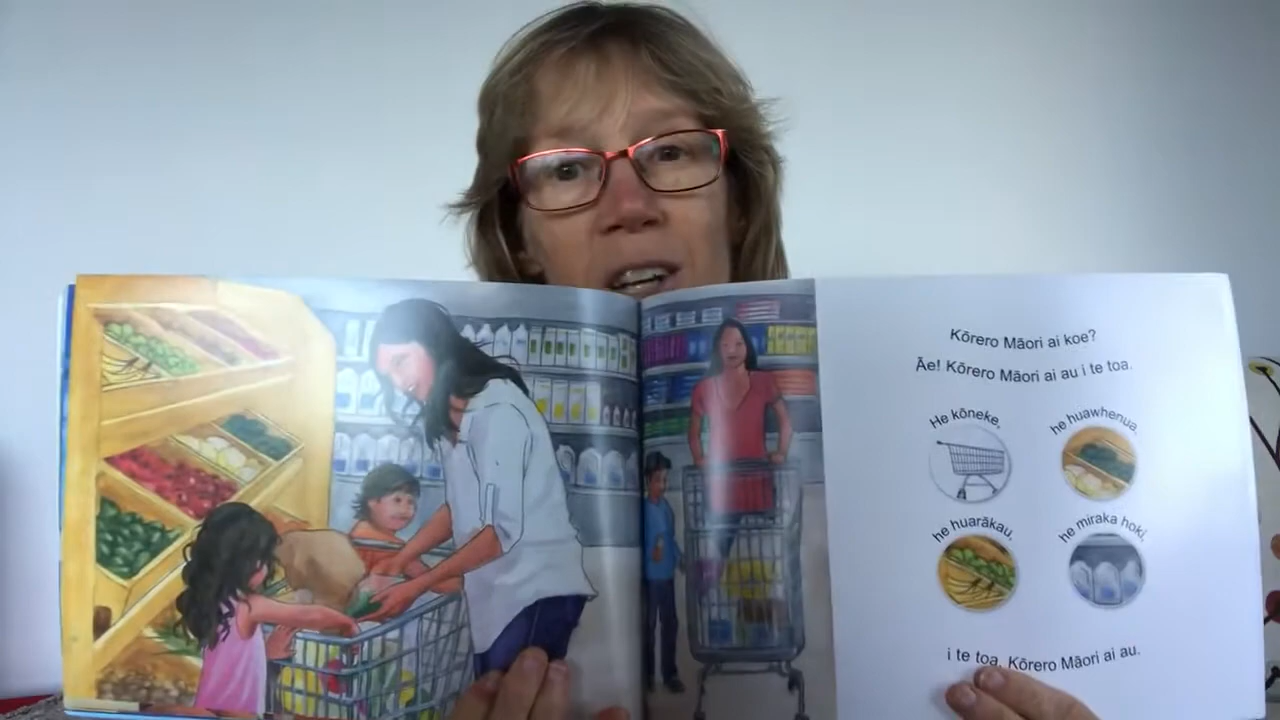 Kōrero Māori ai koe?
Āe! Kōrero Māori ai au i te toa.
He kōneke,
he huawhenua,
he huarākau,
he miraka hoki,
i te toa. Kōrero Māori ai au.